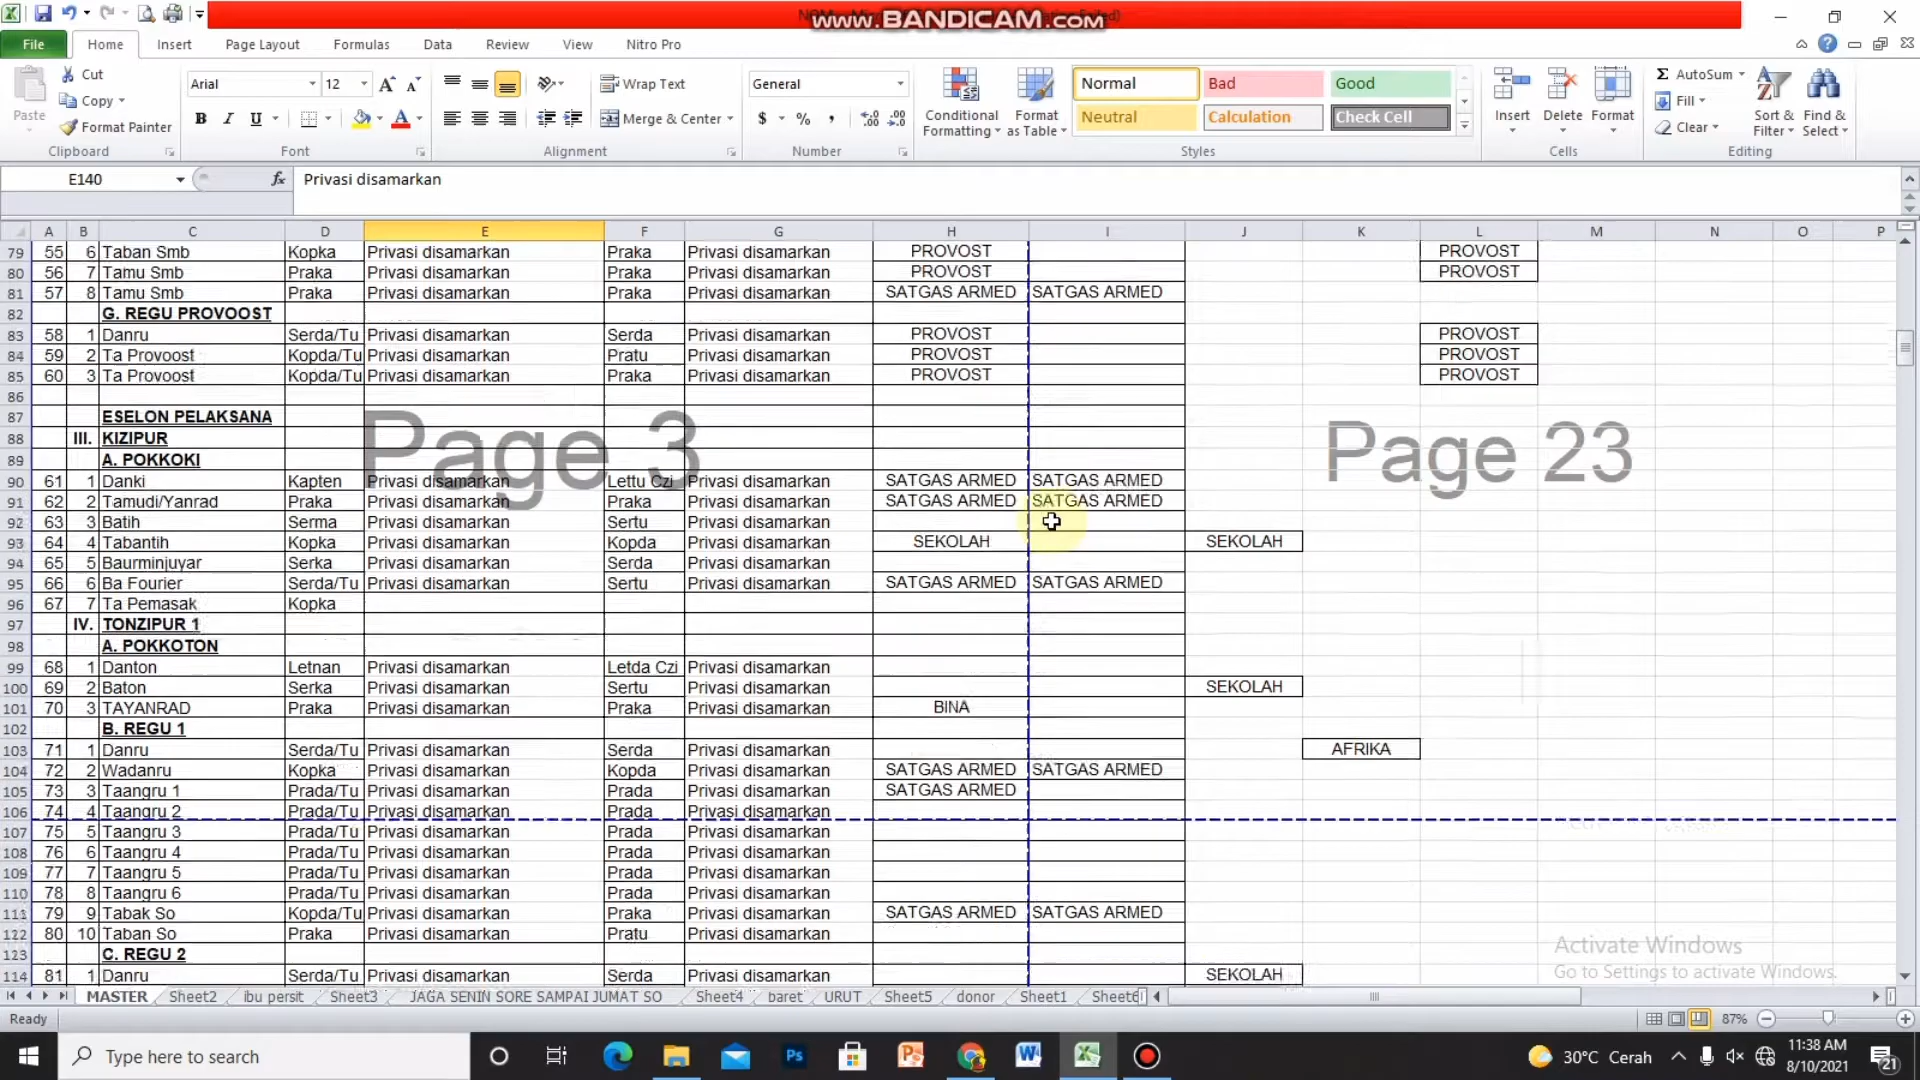 www.BANDICAM.com
File Home Insert Page Layout Formulas Data Review View Nitro Pro
Paste
Cut
Copy
Format Painter
Clipboard
Arial 12
B I U
Font
Wrap Text
Merge & Center
Alignment
General
$ % ,
Number
Conditional Formatting
Format as Table
Normal Bad Good
Neutral Calculation Check Cell
Styles
Insert Delete Format
Cells
Σ AutoSum
Fill
Clear
Sort & Filter
Find & Select
Editing
E140 fx Privasi disamarkan
A B C D E F G H I J K L M N O P
79 55 6 Taban Smb Kopka Privasi disamarkan Praka Privasi disamarkan PROVOST PROVOST
80 56 7 Tamu Smb Praka Privasi disamarkan Praka Privasi disamarkan PROVOST PROVOST
81 57 8 Tamu Smb Praka Privasi disamarkan Praka Privasi disamarkan SATGAS ARMED SATGAS ARMED
82 G. REGU PROVOOST
83 58 1 Danru Serda/Tu Privasi disamarkan Serda Privasi disamarkan PROVOST PROVOST
84 59 2 Ta Provoost Kopda/Tu Privasi disamarkan Pratu Privasi disamarkan PROVOST PROVOST
85 60 3 Ta Provoost Kopda/Tu Privasi disamarkan Praka Privasi disamarkan PROVOST PROVOST
86
87 ESELON PELAKSANA
88 III. KIZIPUR
Page 3 Page 23
89 A. POKKOKI
90 61 1 Danki Kapten Privasi disamarkan Lettu Czi Privasi disamarkan SATGAS ARMED SATGAS ARMED
91 62 2 Tamudi/Yanrad Praka Privasi disamarkan Praka Privasi disamarkan SATGAS ARMED SATGAS ARMED
92 63 3 Batih Serma Privasi disamarkan Sertu Privasi disamarkan
93 64 4 Tabantih Kopka Privasi disamarkan Kopda Privasi disamarkan SEKOLAH SEKOLAH
94 65 5 Baurminjuyar Serka Privasi disamarkan Serda Privasi disamarkan
95 66 6 Ba Fourier Serda/Tu Privasi disamarkan Sertu Privasi disamarkan SATGAS ARMED SATGAS ARMED
96 67 7 Ta Pemasak Kopka
97 IV. TONZIPUR 1
98 A. POKKOTON
99 68 1 Danton Letnan Privasi disamarkan Letda Czi Privasi disamarkan
100 69 2 Baton Serka Privasi disamarkan Sertu Privasi disamarkan SEKOLAH
101 70 3 TAYANRAD Praka Privasi disamarkan Praka Privasi disamarkan BINA
102 B. REGU 1
103 71 1 Danru Serda/Tu Privasi disamarkan Serda Privasi disamarkan AFRIKA
104 72 2 Wadanru Kopka Privasi disamarkan Kopda Privasi disamarkan SATGAS ARMED SATGAS ARMED
105 73 3 Taangru 1 Prada/Tu Privasi disamarkan Prada Privasi disamarkan SATGAS ARMED
106 74 4 Taangru 2 Prada/Tu Privasi disamarkan Prada Privasi disamarkan
107 75 5 Taangru 3 Prada/Tu Privasi disamarkan Prada Privasi disamarkan
108 76 6 Taangru 4 Prada/Tu Privasi disamarkan Prada Privasi disamarkan
109 77 7 Taangru 5 Prada/Tu Privasi disamarkan Prada Privasi disamarkan
110 78 8 Taangru 6 Prada/Tu Privasi disamarkan Prada Privasi disamarkan
79 9 Tabak So Kopda/Tu Privasi disamarkan Praka Privasi disamarkan SATGAS ARMED SATGAS ARMED
122 80 10 Taban So Praka Privasi disamarkan Pratu Privasi disamarkan
123 C. REGU 2
114 81 1 Danru Serda/Tu Privasi disamarkan Serda Privasi disamarkan SEKOLAH
Activate Windows
Go to Settings to activate Windows.
MASTER Sheet2 ibu persit Sheet3 JAGA SENIN SORE SAMPAI JUMAT SO Sheet4 baret URUT Sheet5 donor Sheet1 Sheet6
Ready 87%
Type here to search
30°C Cerah
11:38 AM
8/10/2021
21